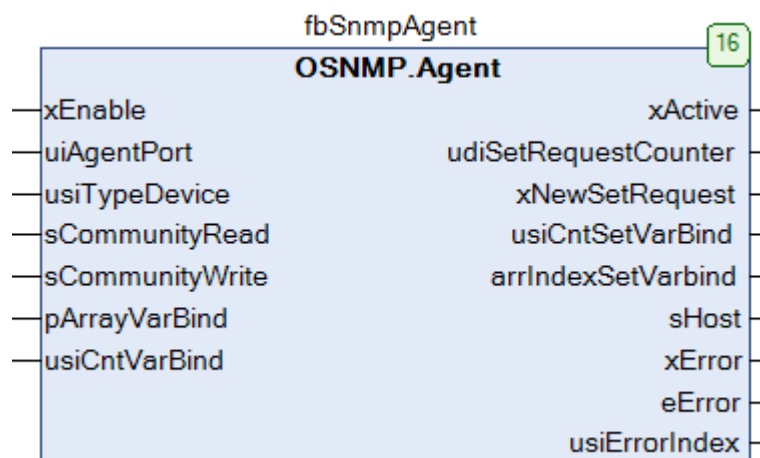 fbSnmpAgent
16
OSNMP.Agent
xEnable xActive
uiAgentPort udiSetRequestCounter
usiTypeDevice xNewSetRequest
sCommunityRead usiCntSetVarBind
sCommunityWrite arrIndexSetVarbind
pArrayVarBind sHost
usiCntVarBind xError
eError
usiErrorIndex